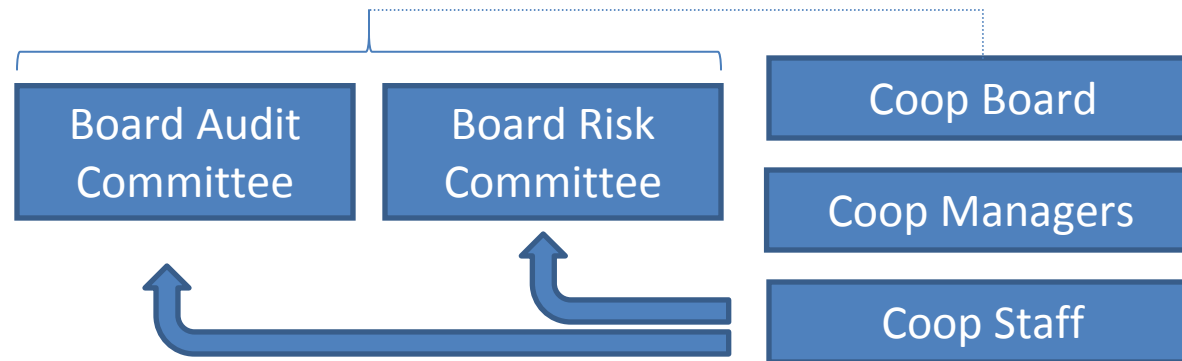 Board Audit
Committee
Board Risk
Committee
Coop Board
Coop Managers
Coop Staff